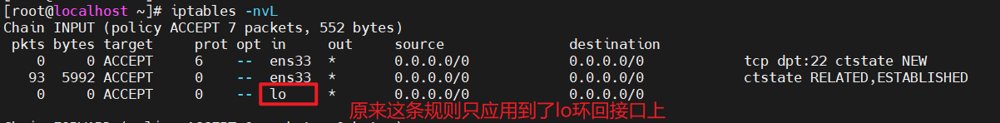 [root@localhost ~]# iptables -nvL
Chain INPUT (policy ACCEPT 7 packets, 552 bytes)
pkts bytes target prot opt in out source destination
0 0 ACCEPT 6 -- ens33 * 0.0.0.0/0 0.0.0.0/0 tcp dpt:22 ctstate NEW
93 5992 ACCEPT 0 -- ens33 * 0.0.0.0/0 0.0.0.0/0 ctstate RELATED,ESTABLISHED
0 0 ACCEPT 0 -- lo * 0.0.0.0/0 0.0.0.0/0
原来这条规则只应用到了lo环回接口上